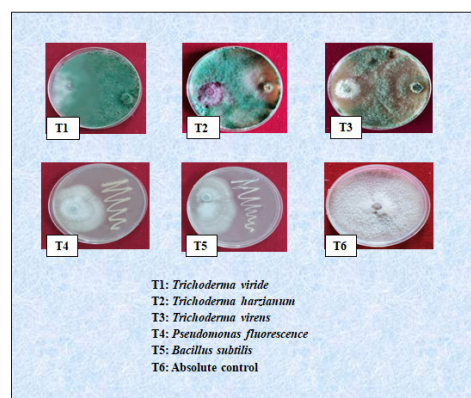 T1
T2
T3
T4
T5
T6
T1: Trichoderma viride
T2: Trichoderma harzianum
T3: Trichoderma virens
T4: Pseudomonas fluorescence
T5: Bacillus subtilis
T6: Absolute control